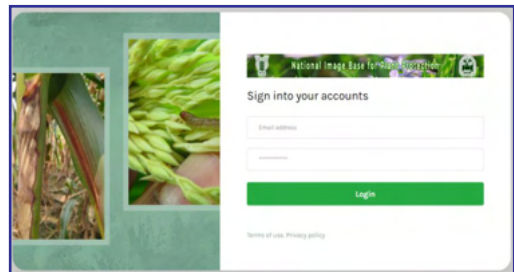 National Image Base for Plant Protection
Sign into your accounts
Email address
Login
Terms of use. Privacy policy